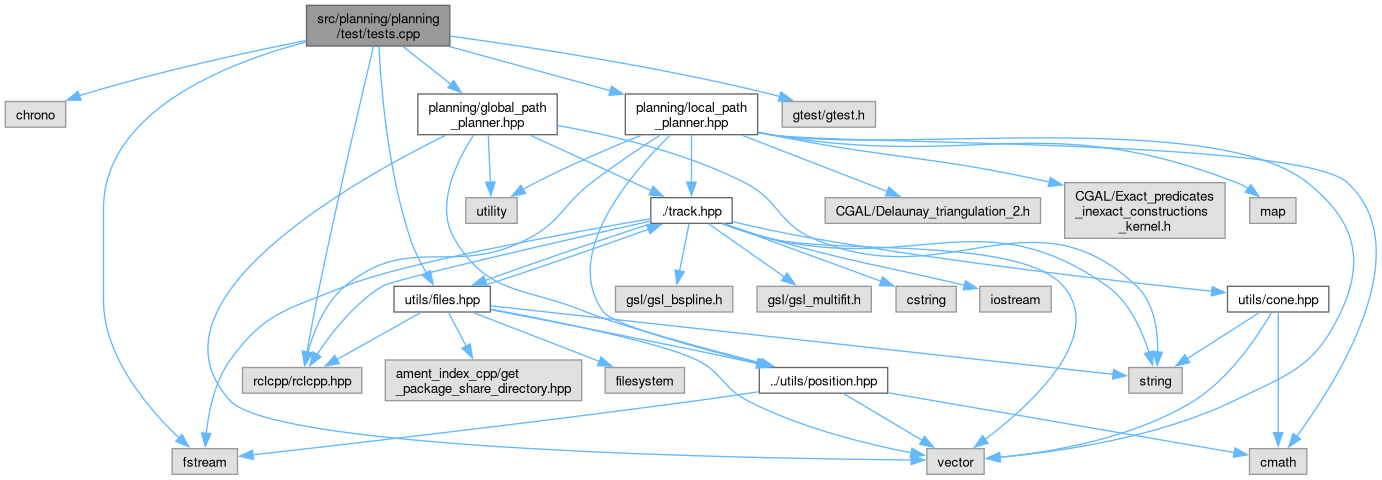 src/planning/planning
/test/tests.cpp
chrono
planning/global_path
_planner.hpp
planning/local_path
_planner.hpp
gtest/gtest.h
utility
./track.hpp
CGAL/Delaunay_triangulation_2.h
CGAL/Exact_predicates
_inexact_constructions
_kernel.h
map
utils/files.hpp
gsl/gsl_bspline.h
gsl/gsl_multifit.h
cstring
iostream
utils/cone.hpp
rclcpp/rclcpp.hpp
ament_index_cpp/get
_package_share_directory.hpp
filesystem
../utils/position.hpp
string
fstream
vector
cmath